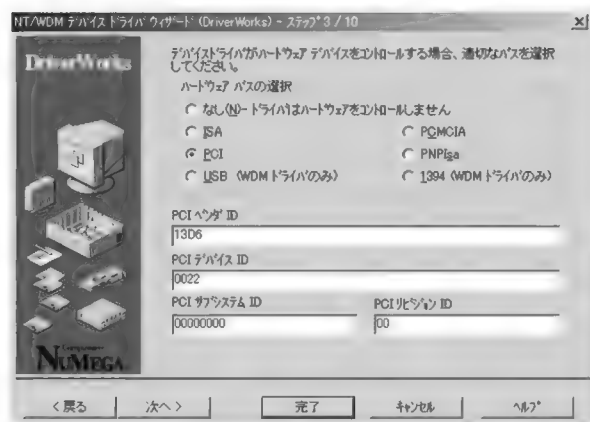 NT/WDM デバイス ドライバ ウィザード (DriverWorks) - ステップ 3 / 10
DriverWorks
デバイスドライバがハードウェア デバイスをコントロールする場合、適切なバスを選択
してください。
ハードウェア バスの選択
なし(N)- ドライバはハードウェアをコントロールしません
ISA
PCMCIA
PCI
PNPIsa
USB (WDM ドライバのみ)
1394 (WDM ドライバのみ)
PCI ベンダ ID
13D6
PCI デバイス ID
0022
PCI サブシステム ID
PCI リビジョン ID
00000000
00
NUMEGA
< 戻る
次へ >
完了
キャンセル
ヘルプ